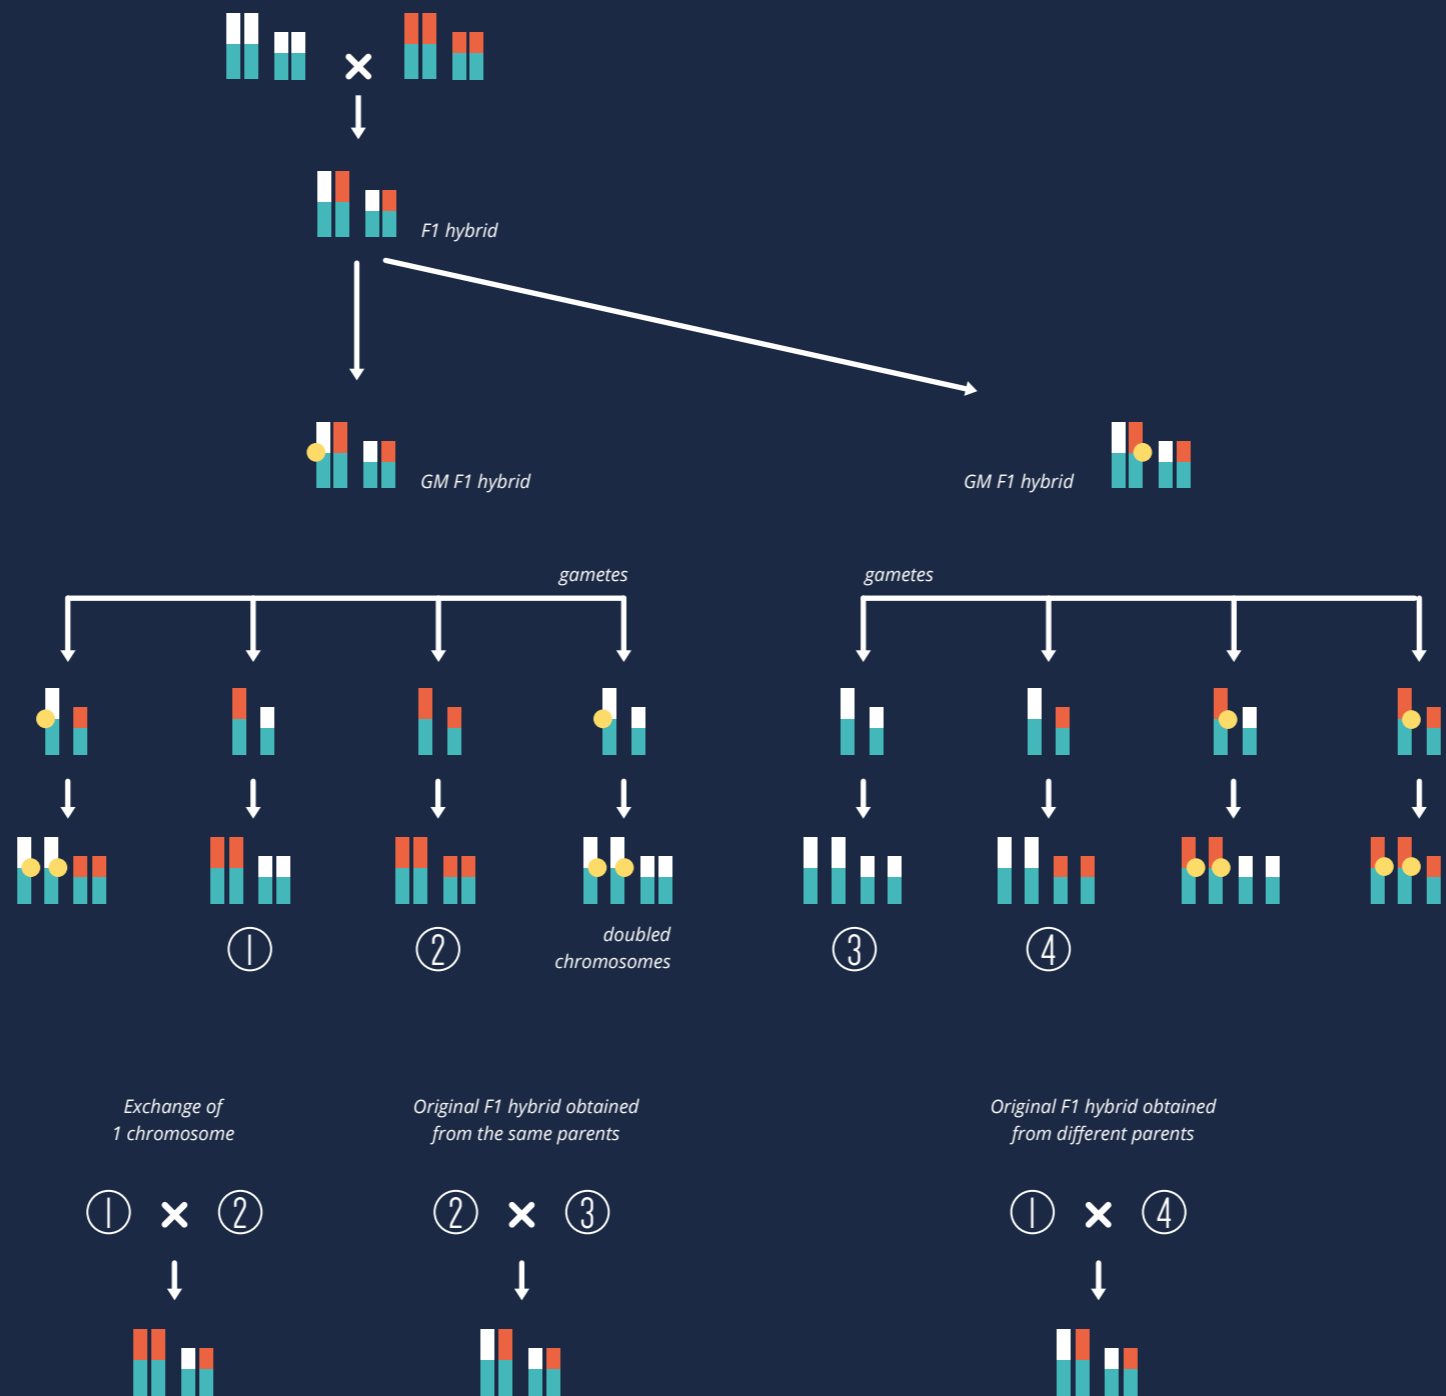 F1 hybrid
GM F1 hybrid
GM F1 hybrid
gametes
gametes
1
2
doubled
chromosomes
3
4
Exchange of
1 chromosome
Original F1 hybrid obtained
from the same parents
Original F1 hybrid obtained
from different parents
1 × 2
2 × 3
1 × 4